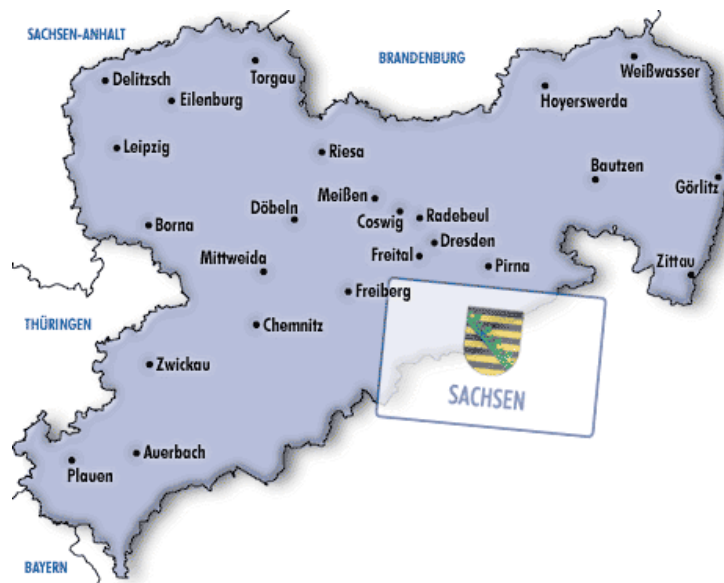 SACHSEN-ANHALT
BRANDENBURG
Weißwasser
Torgau
Delitzsch
Hoyerswerda
Eilenburg
Leipzig
Riesa
Bautzen
Görlitz
Meißen
Döbeln
Coswig
Radebeul
Borna
Dresden
Mittweida
Freital
Pirna
Zittau
Freiberg
THÜRINGEN
Chemnitz
Zwickau
SACHSEN
Auerbach
Plauen
BAYERN